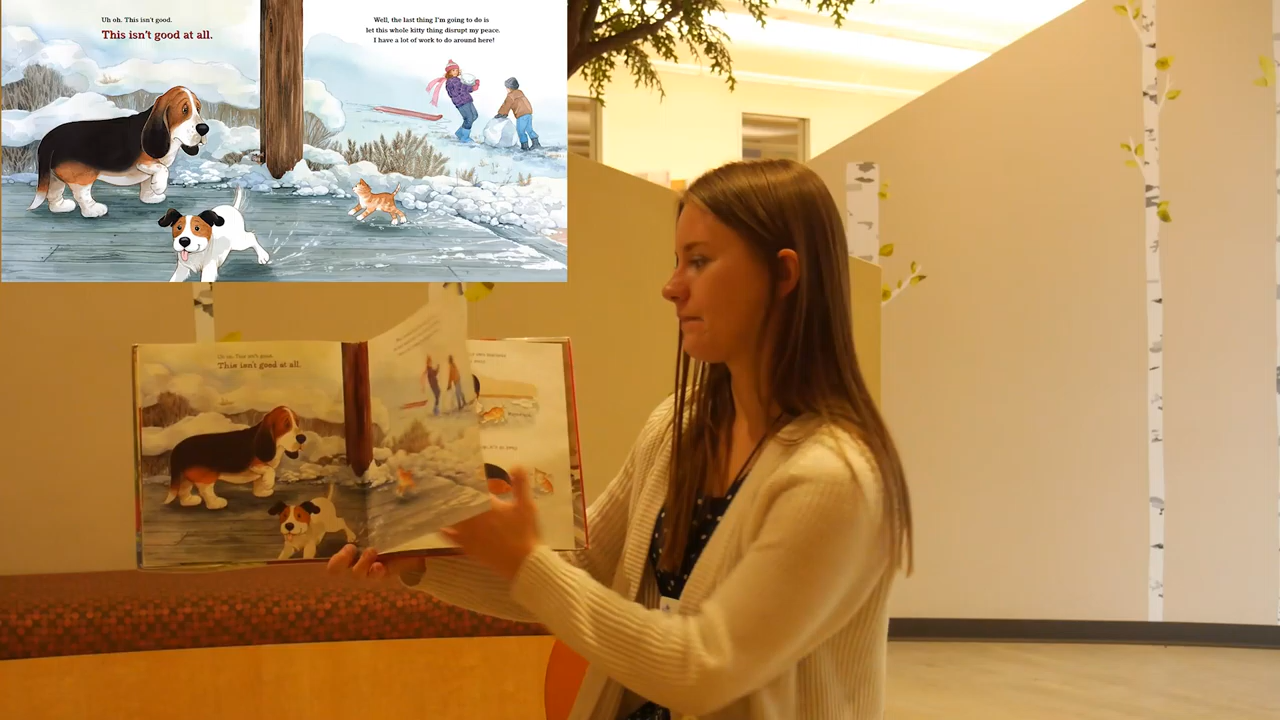 Uh oh. This isn't good.
This isn't good at all.
Well, the last thing I'm going to do is
let this whole kitty thing disrupt my peace.
I have a lot of work to do around here!
Uh oh. This isn't good.
This isn't good at all.